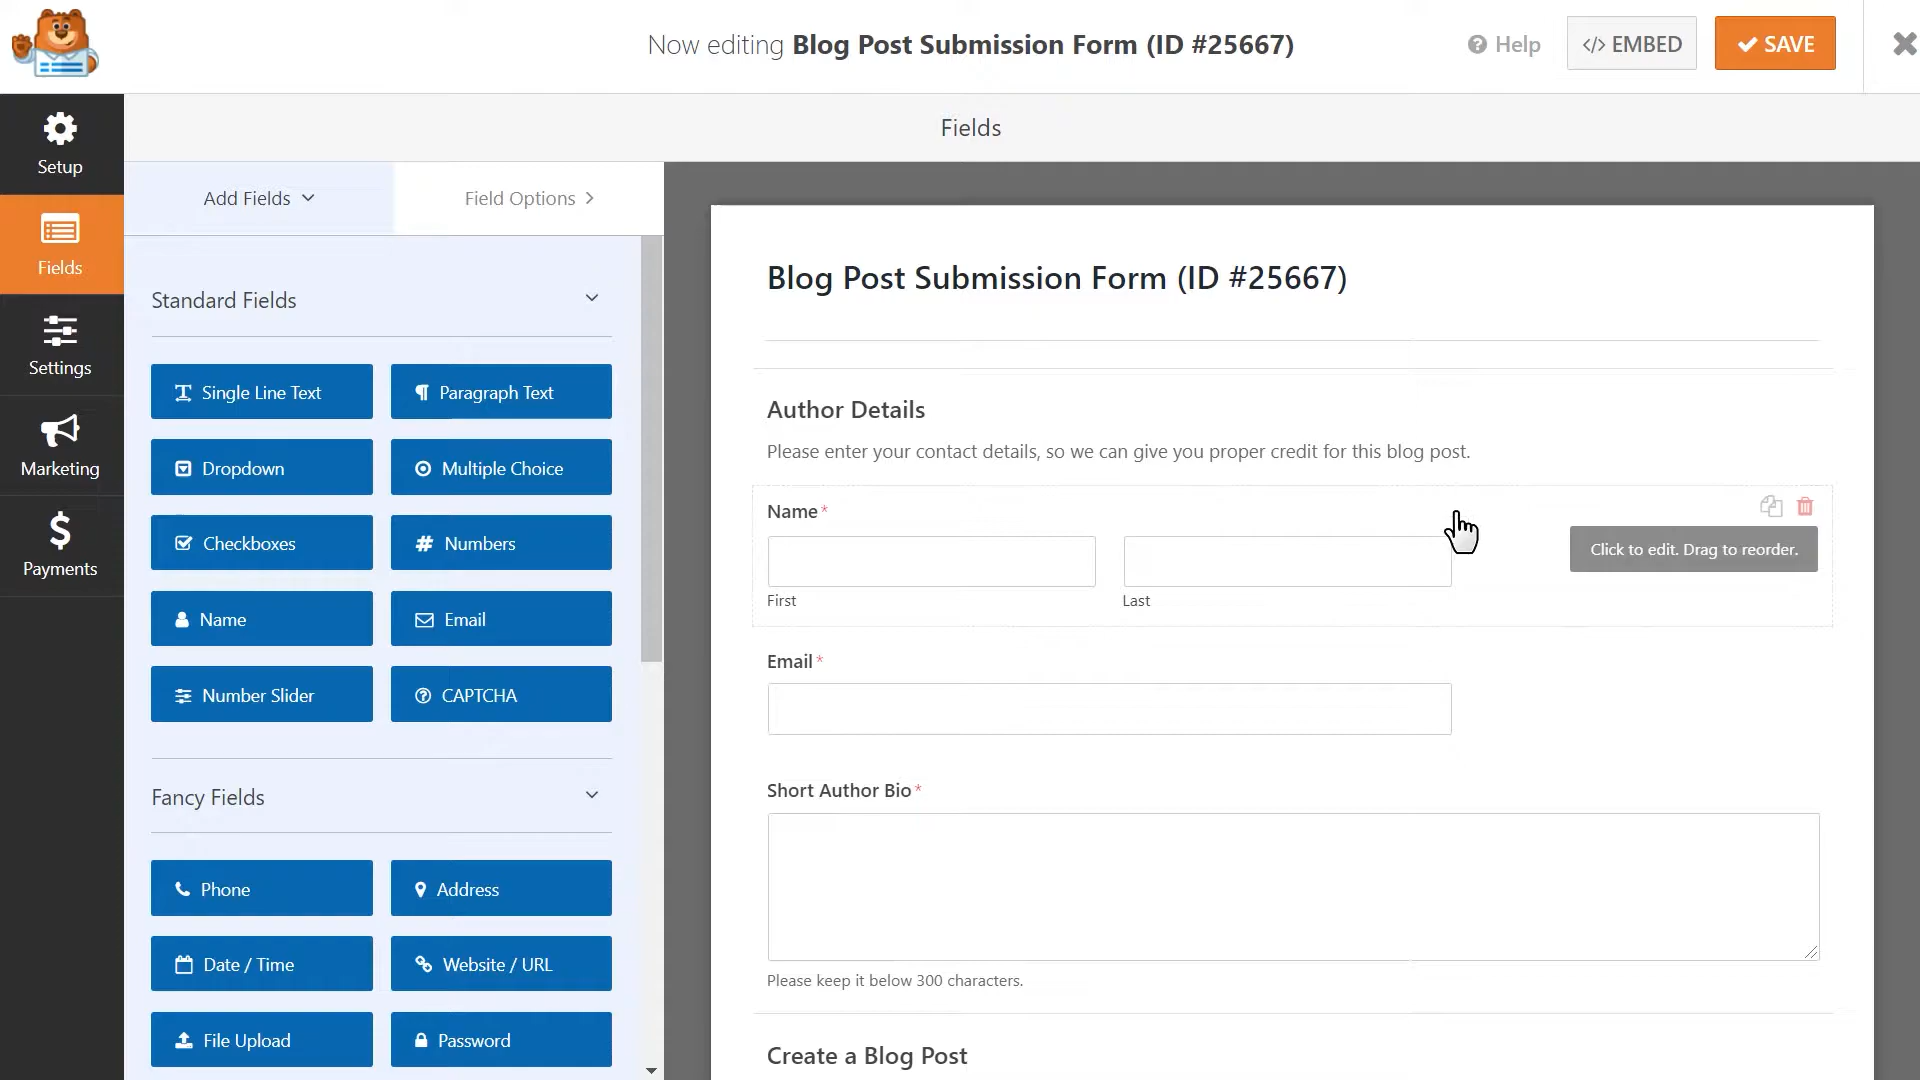 Now editing Blog Post Submission Form (ID #25667)
Help
</> EMBED
SAVE
Setup
Fields
Settings
Marketing
Payments
Fields
Add Fields
Field Options
Standard Fields
Single Line Text
Paragraph Text
Dropdown
Multiple Choice
Checkboxes
Numbers
Name
Email
Number Slider
CAPTCHA
Fancy Fields
Phone
Address
Date / Time
Website / URL
File Upload
Password
Blog Post Submission Form (ID #25667)
Author Details
Please enter your contact details, so we can give you proper credit for this blog post.
Name *
Click to edit. Drag to reorder.
First
Last
Email *
Short Author Bio *
Please keep it below 300 characters.
Create a Blog Post